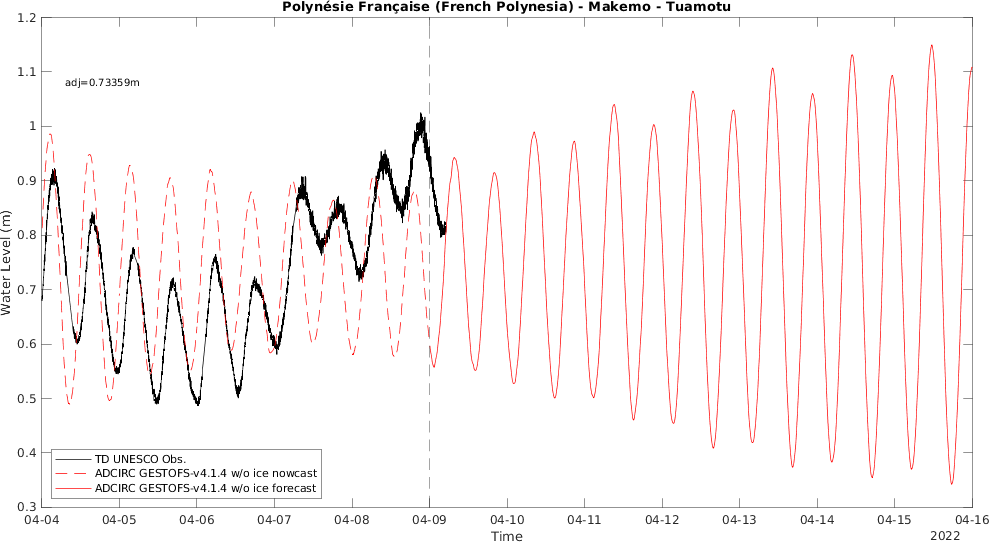 Polynésie Française (French Polynesia) - Makemo - Tuamotu
1.2
1.1
1
0.9
0.8
0.7
0.6
0.5
0.4
0.3
Water Level (m)
adj=0.73359m
TD UNESCO Obs.
ADCIRC GESTOFS-v4.1.4 w/o ice nowcast
ADCIRC GESTOFS-v4.1.4 w/o ice forecast
04-04 04-05 04-06 04-07 04-08 04-09 04-10 04-11 04-12 04-13 04-14 04-15 04-16
Time
2022